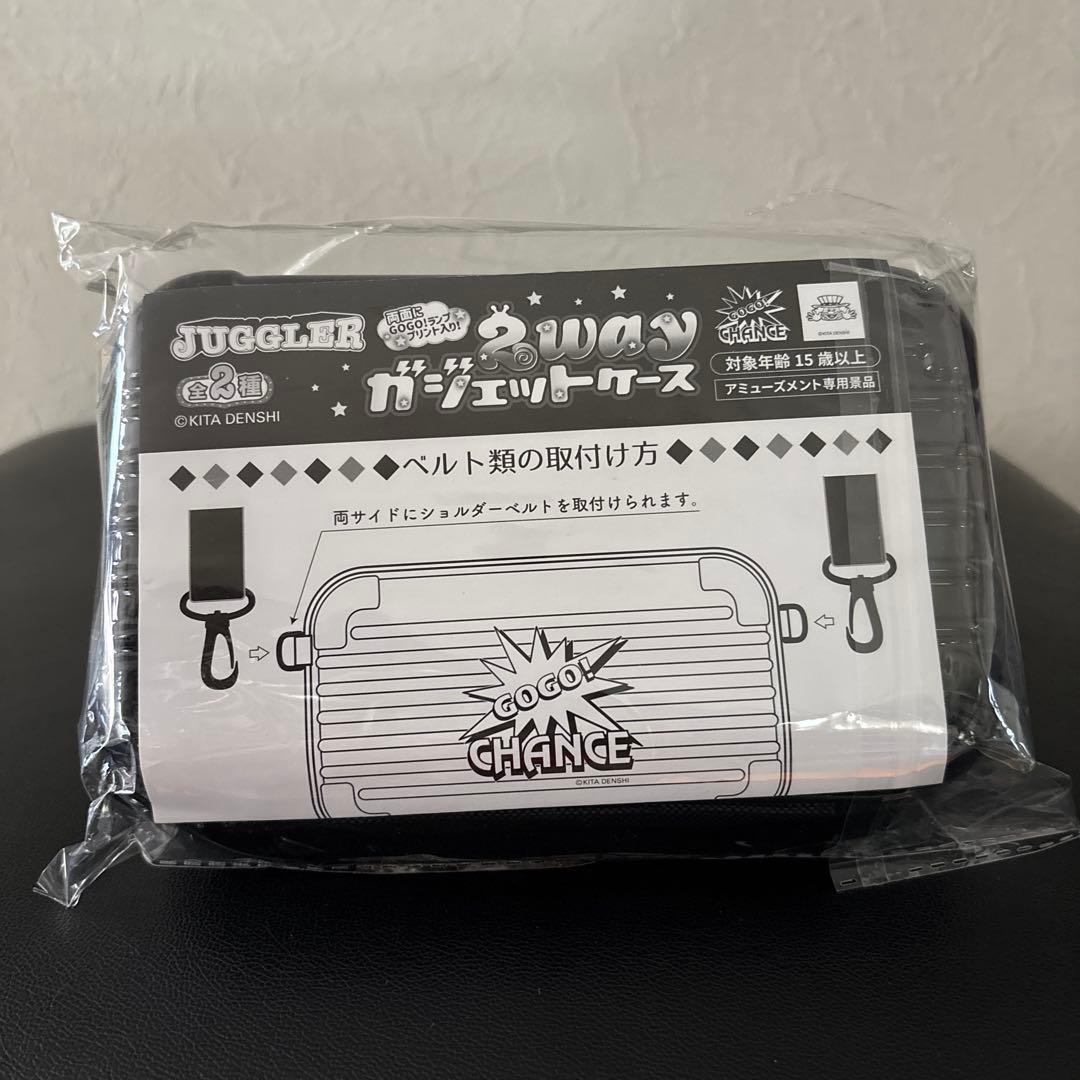 JUGGLER
全2種
©KITA DENSHI
両面に
GOGO!ランプ
プリント入り!
2way
ガジェットケース
GOGO!
CHANCE
©KITA DENSHI
対象年齢 15 歳以上
アミューズメント専用景品
ベルト類の取付け方
両サイドにショルダーベルトを取付けられます。
GOGO!
CHANCE
©KITA DENSHI